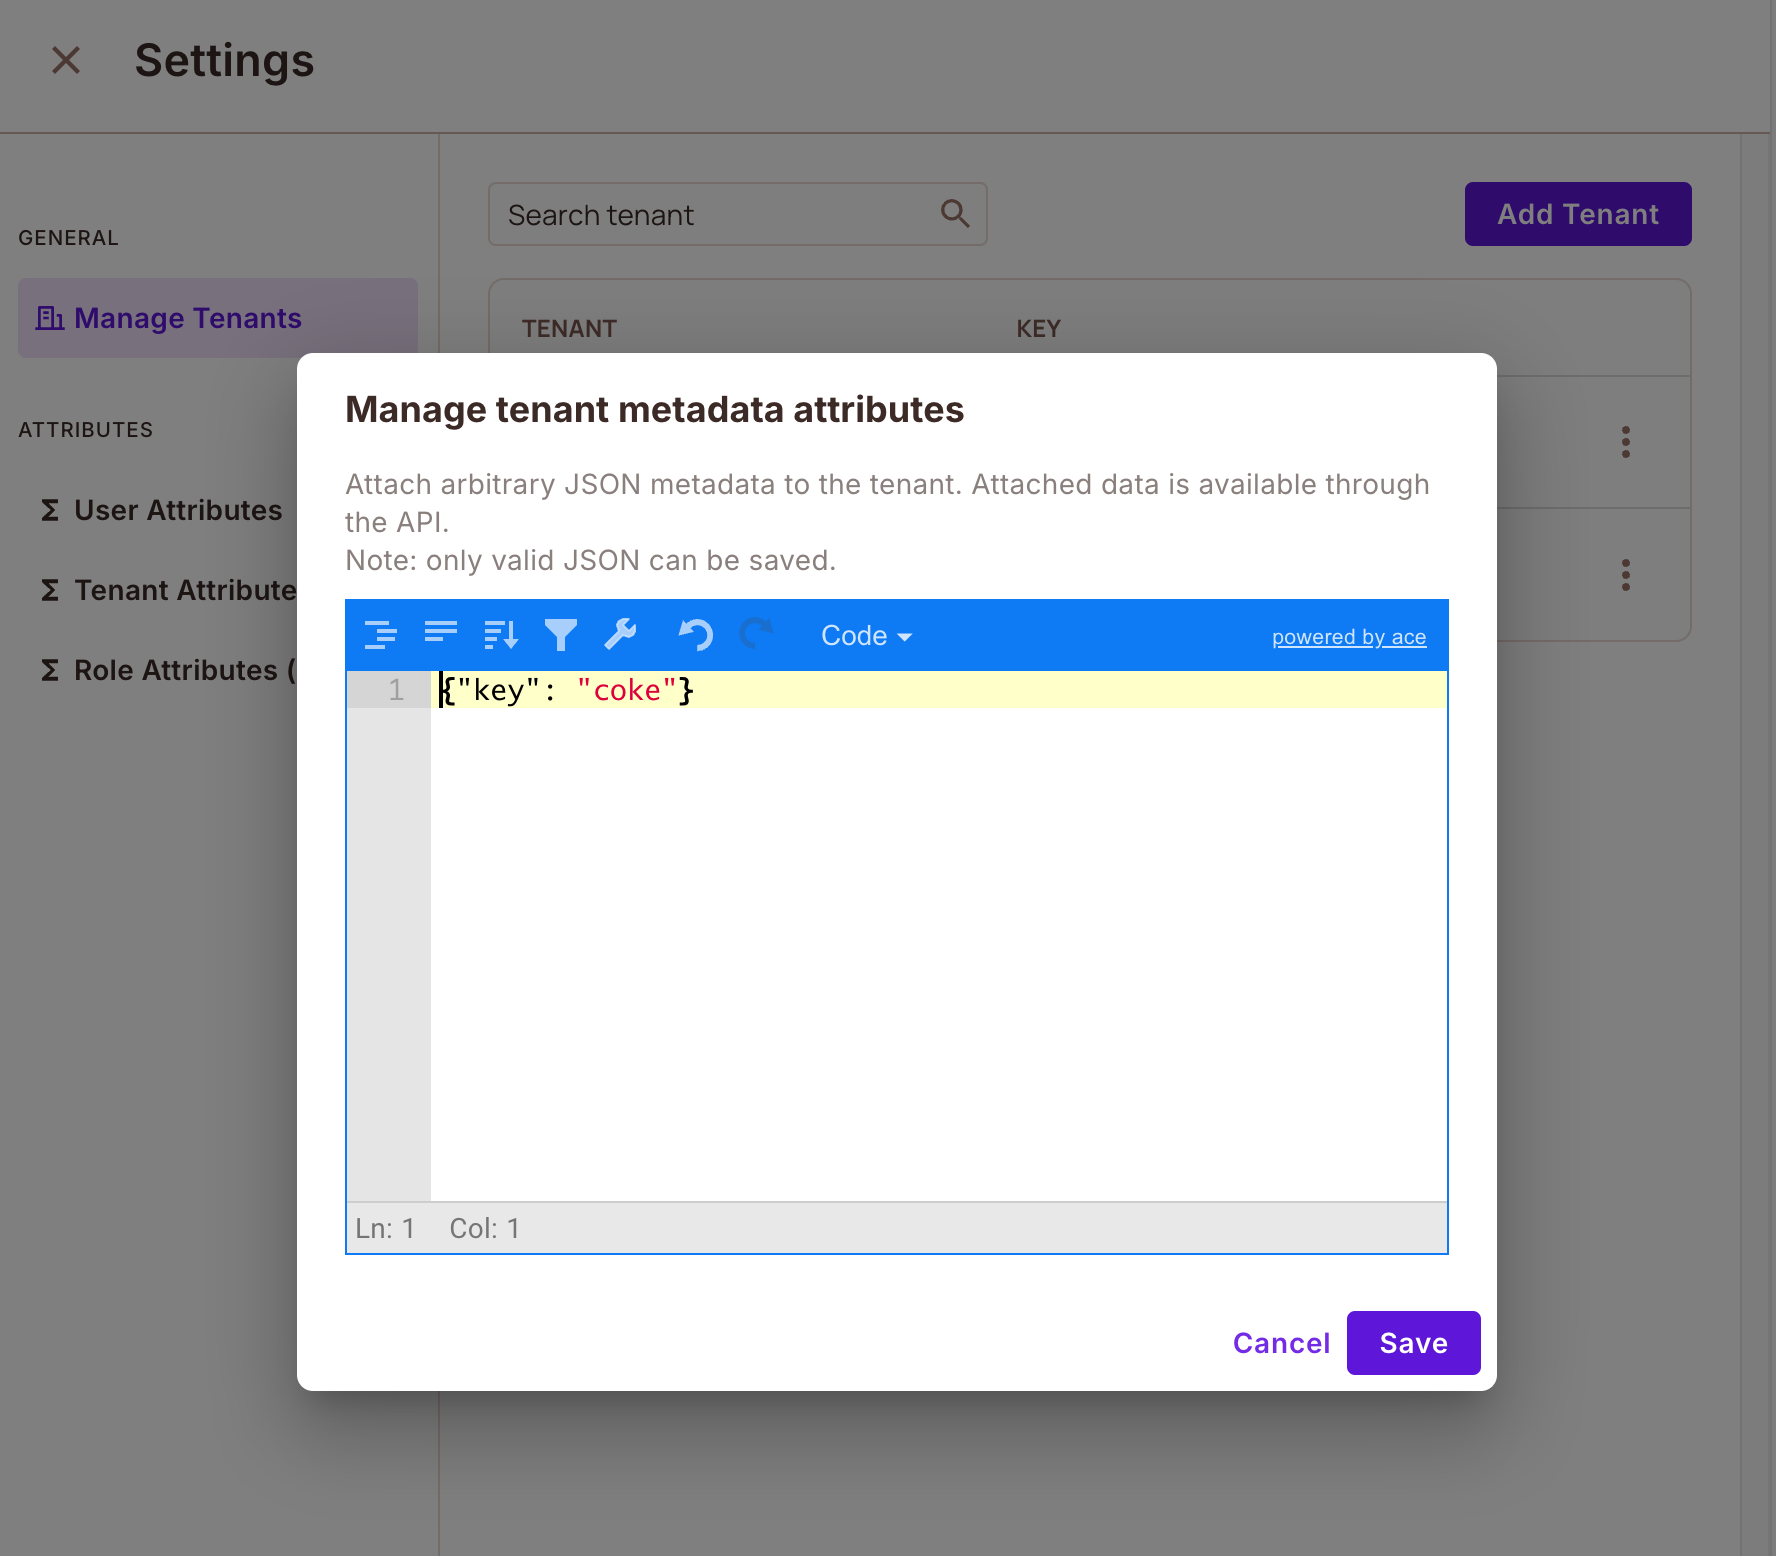 Settings
GENERAL
Manage Tenants
ATTRIBUTES
User Attributes
Tenant Attribute
Role Attributes (
Search tenant
Add Tenant
TENANT KEY
Manage tenant metadata attributes
Attach arbitrary JSON metadata to the tenant. Attached data is available through
the API.
Note: only valid JSON can be saved.
Code
powered by ace
1 {"key": "coke"}
Ln: 1 Col: 1
Cancel Save